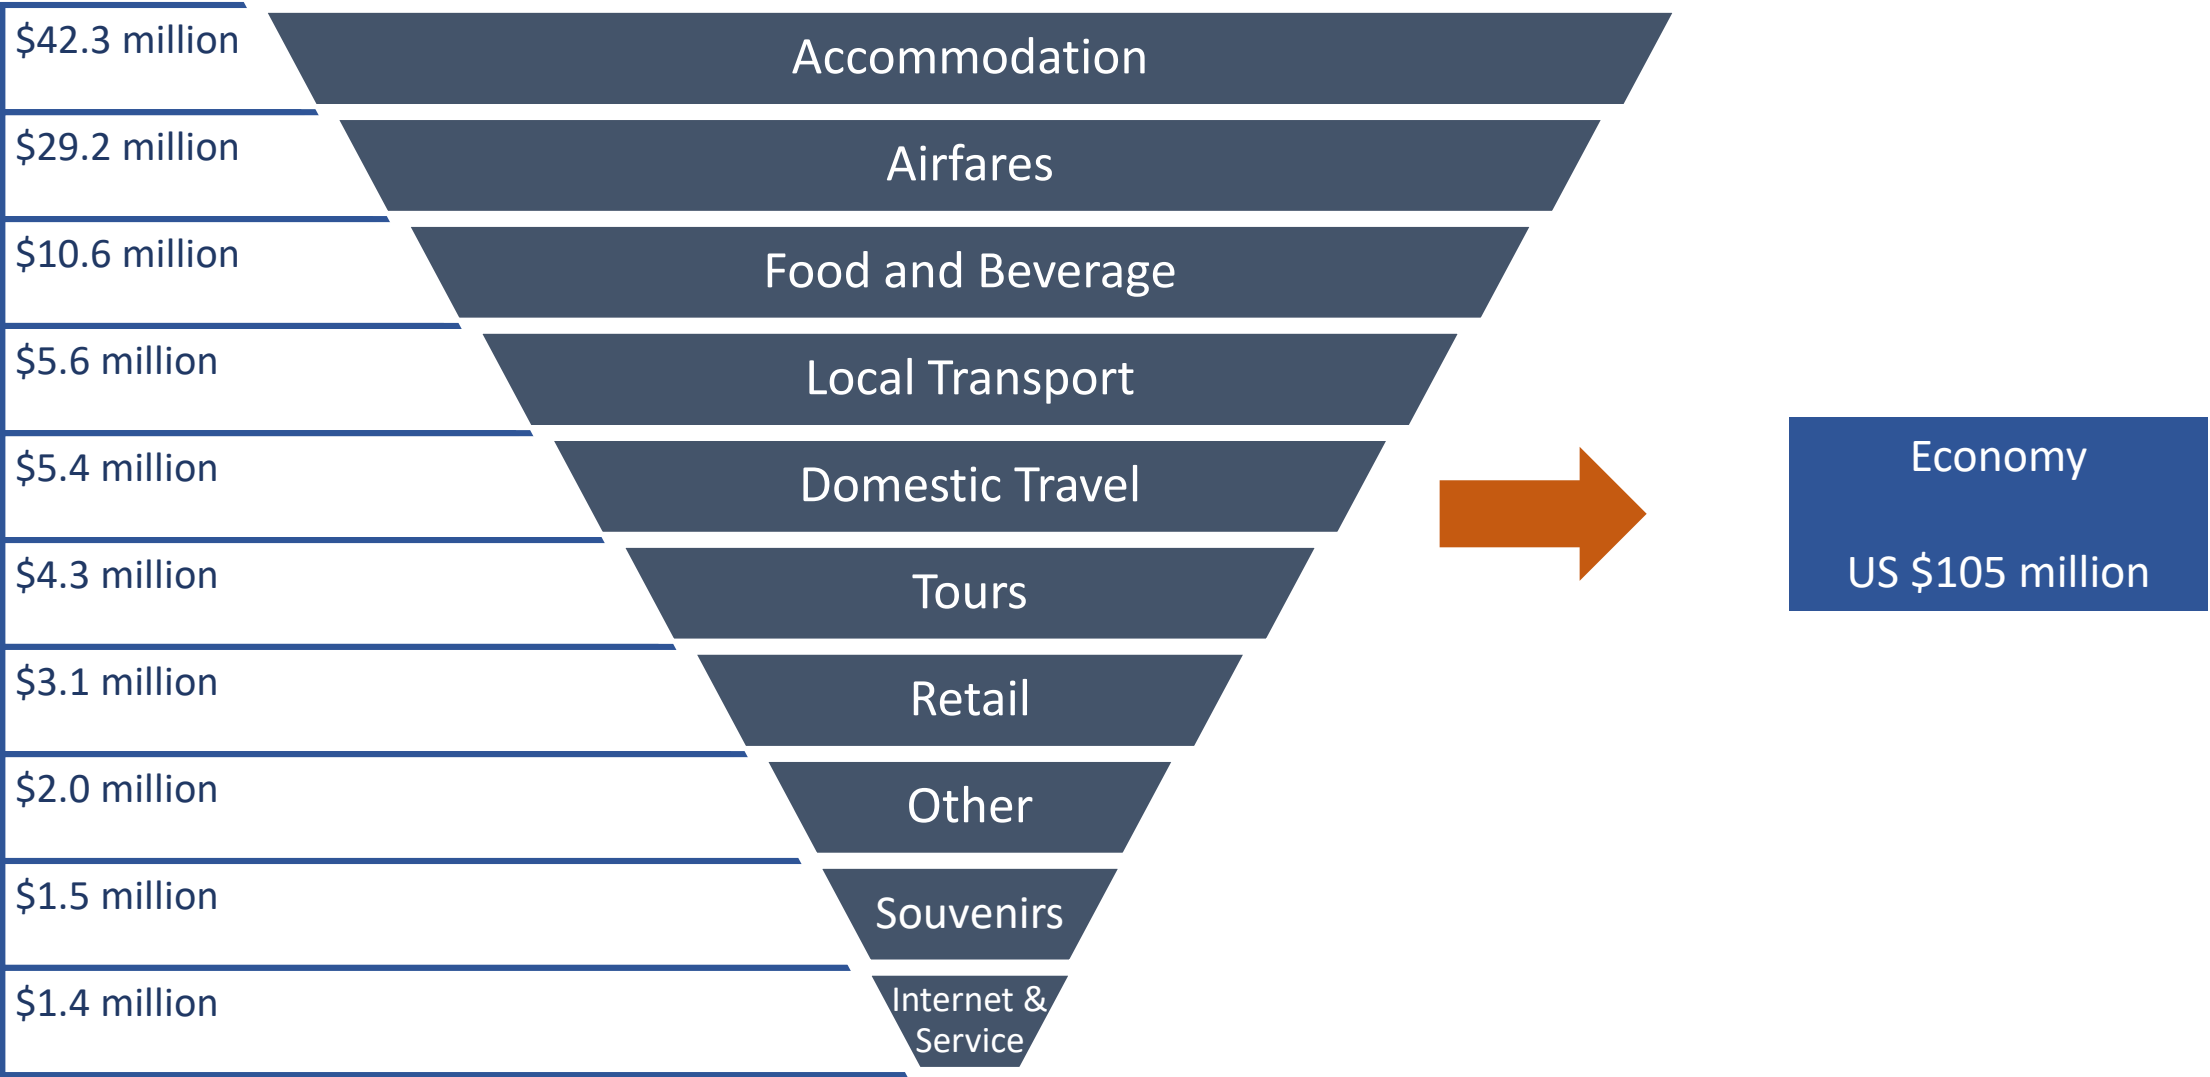 $42.3 million
Accommodation
$29.2 million
Airfares
$10.6 million
Food and Beverage
$5.6 million
Local Transport
$5.4 million
Domestic Travel
$4.3 million
Tours
$3.1 million
Retail
$2.0 million
Other
$1.5 million
Souvenirs
$1.4 million
Internet &
Service
Economy
US $105 million